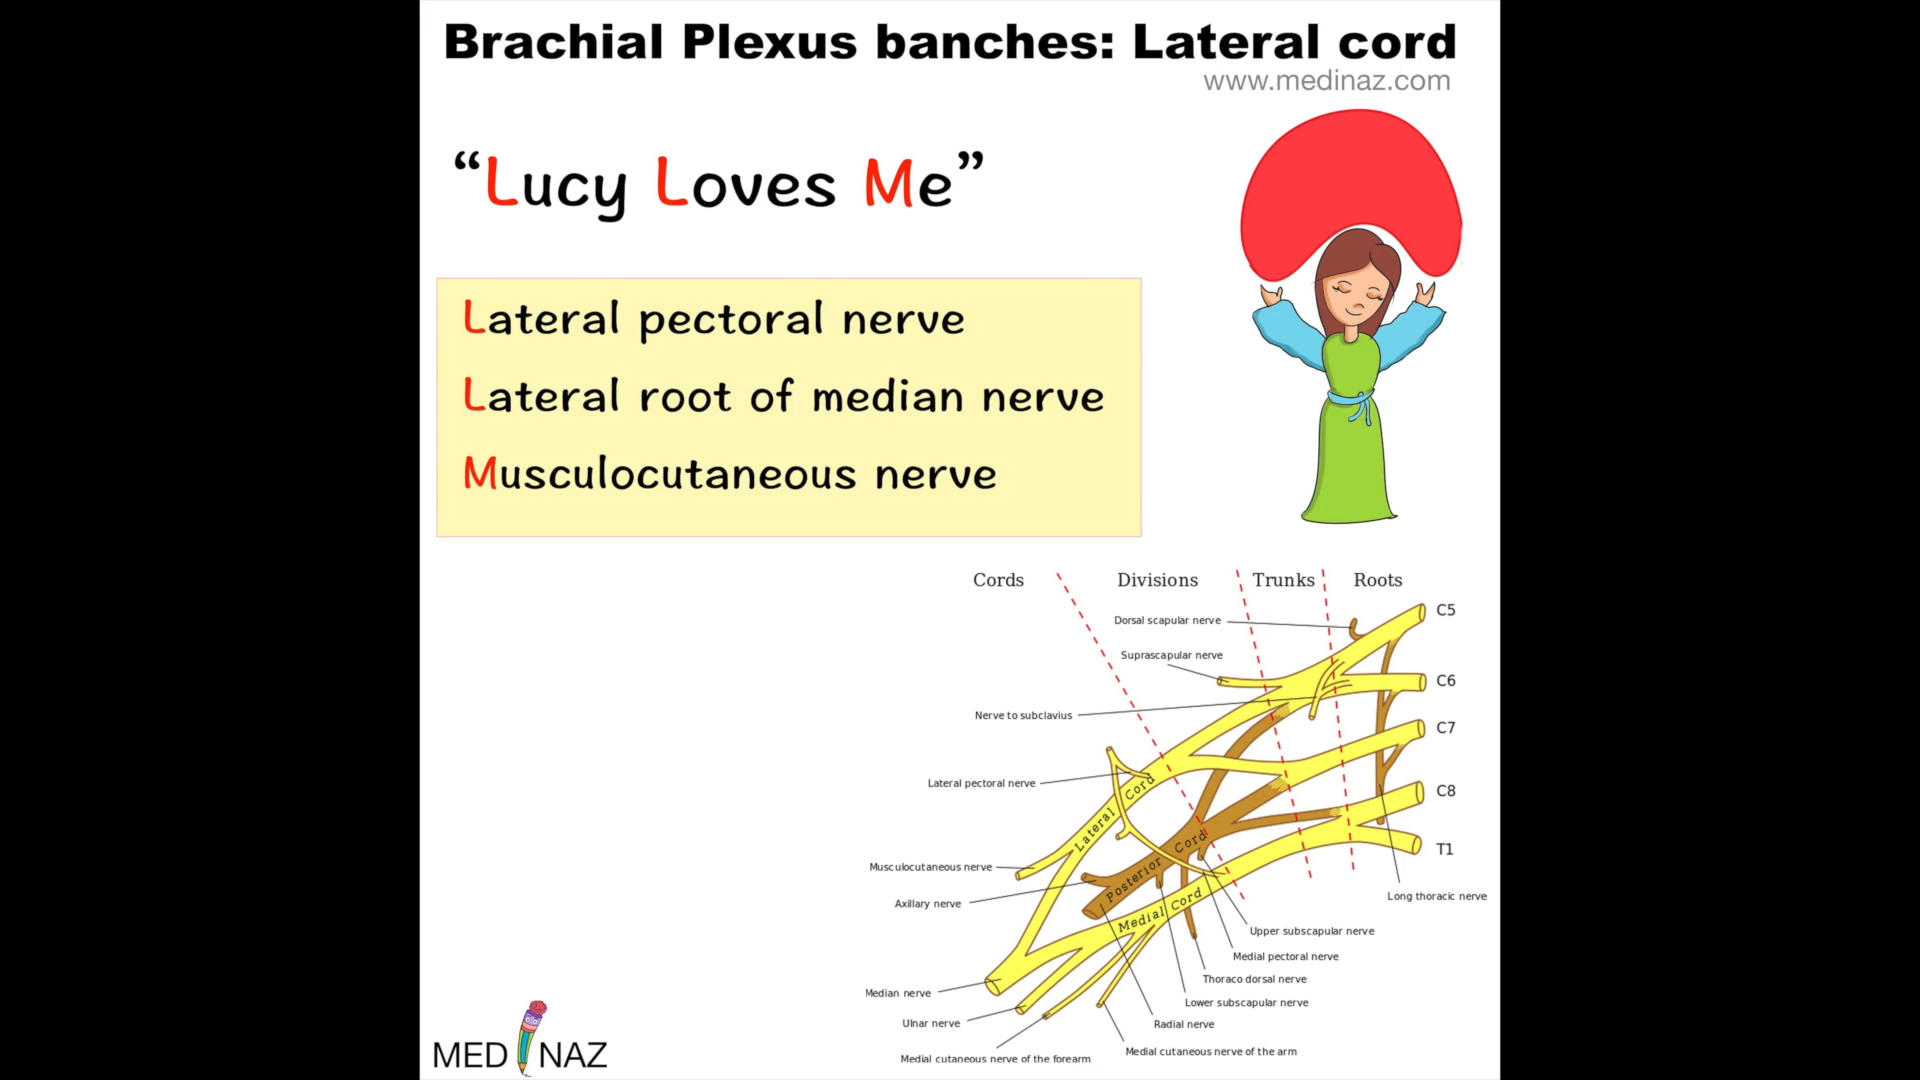 Brachial Plexus banches: Lateral cord
www.medinaz.com
“Lucy Loves Me”
Lateral pectoral nerve
Lateral root of median nerve
Musculocutaneous nerve
Cords Divisions Trunks Roots
C5
Dorsal scapular nerve
Suprascapular nerve
C6
Nerve to subclavius
C7
Lateral pectoral nerve
C8
Lateral Cord
Posterior Cord
Medial Cord
T1
Musculocutaneous nerve
Axillary nerve
Long thoracic nerve
Upper subscapular nerve
Medial pectoral nerve
Thoraco dorsal nerve
Median nerve
Lower subscapular nerve
Ulnar nerve
Radial nerve
Medial cutaneous nerve of the forearm
Medial cutaneous nerve of the arm
MEDINAZ